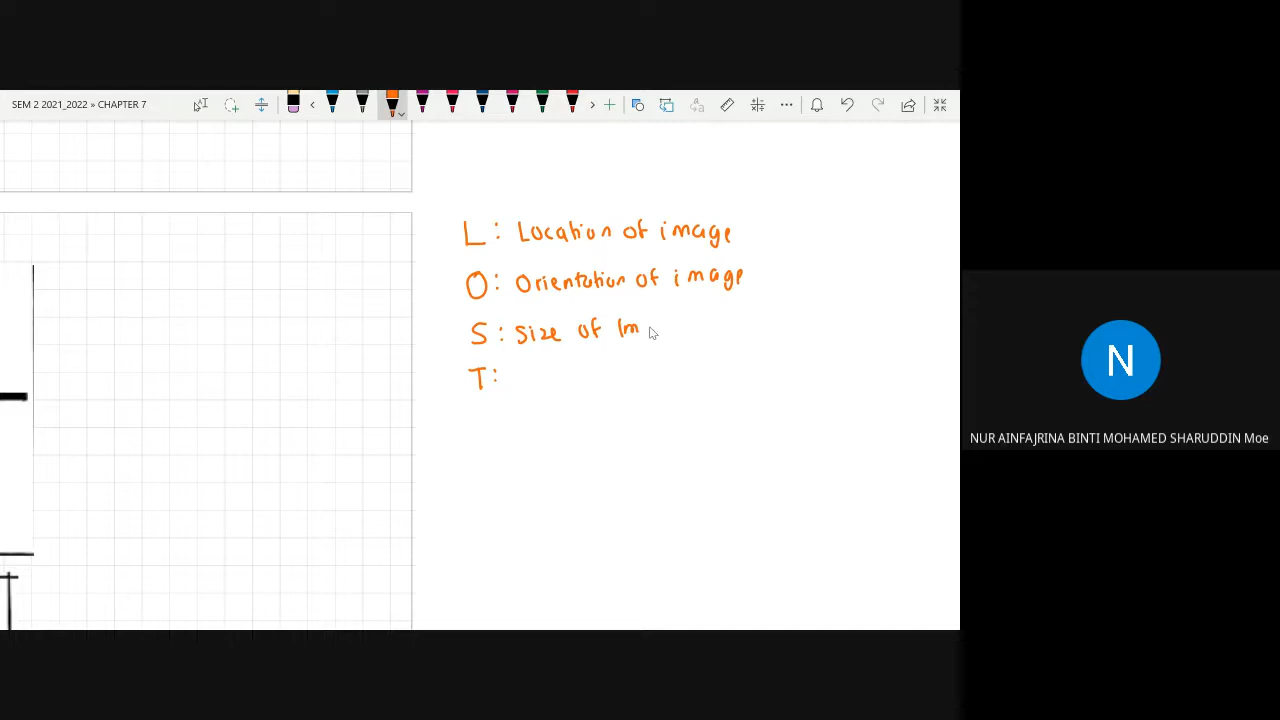 SEM 2 2021_2022 » CHAPTER 7
L: Location of image
O: Orientation of image
S: Size of Im
T:
N
NUR AINFAJRINA BINTI MOHAMED SHARUDDIN Moe